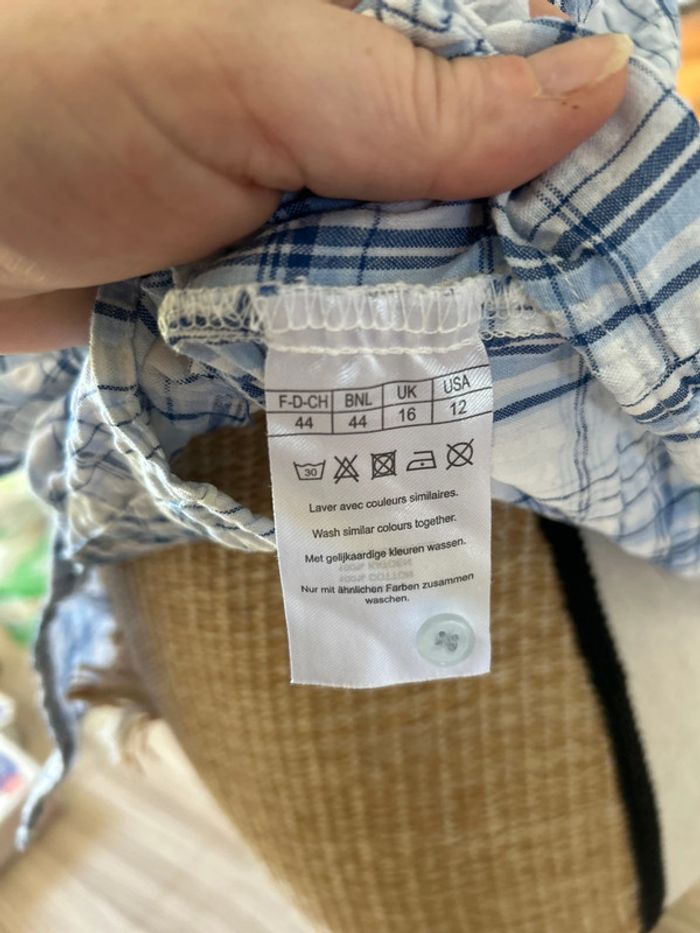 F-D-CH BNL UK USA
44 44 16 12
30
Laver avec couleurs similaires.
Wash similar colours together.
Met gelijkaardige kleuren wassen.
Nur mit ähnlichen Farben zusammen
waschen.